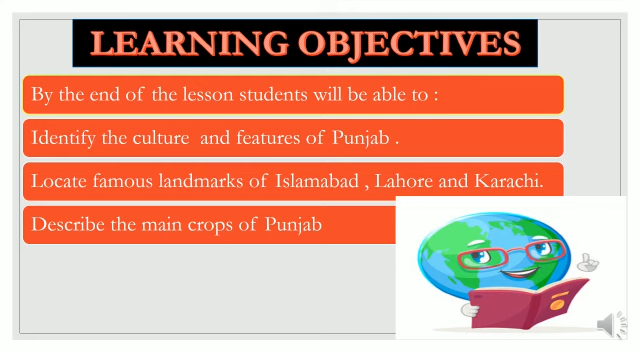 LEARNING OBJECTIVES
By the end of the lesson students will be able to :
Identify the culture and features of Punjab .
Locate famous landmarks of Islamabad , Lahore and Karachi.
Describe the main crops of Punjab